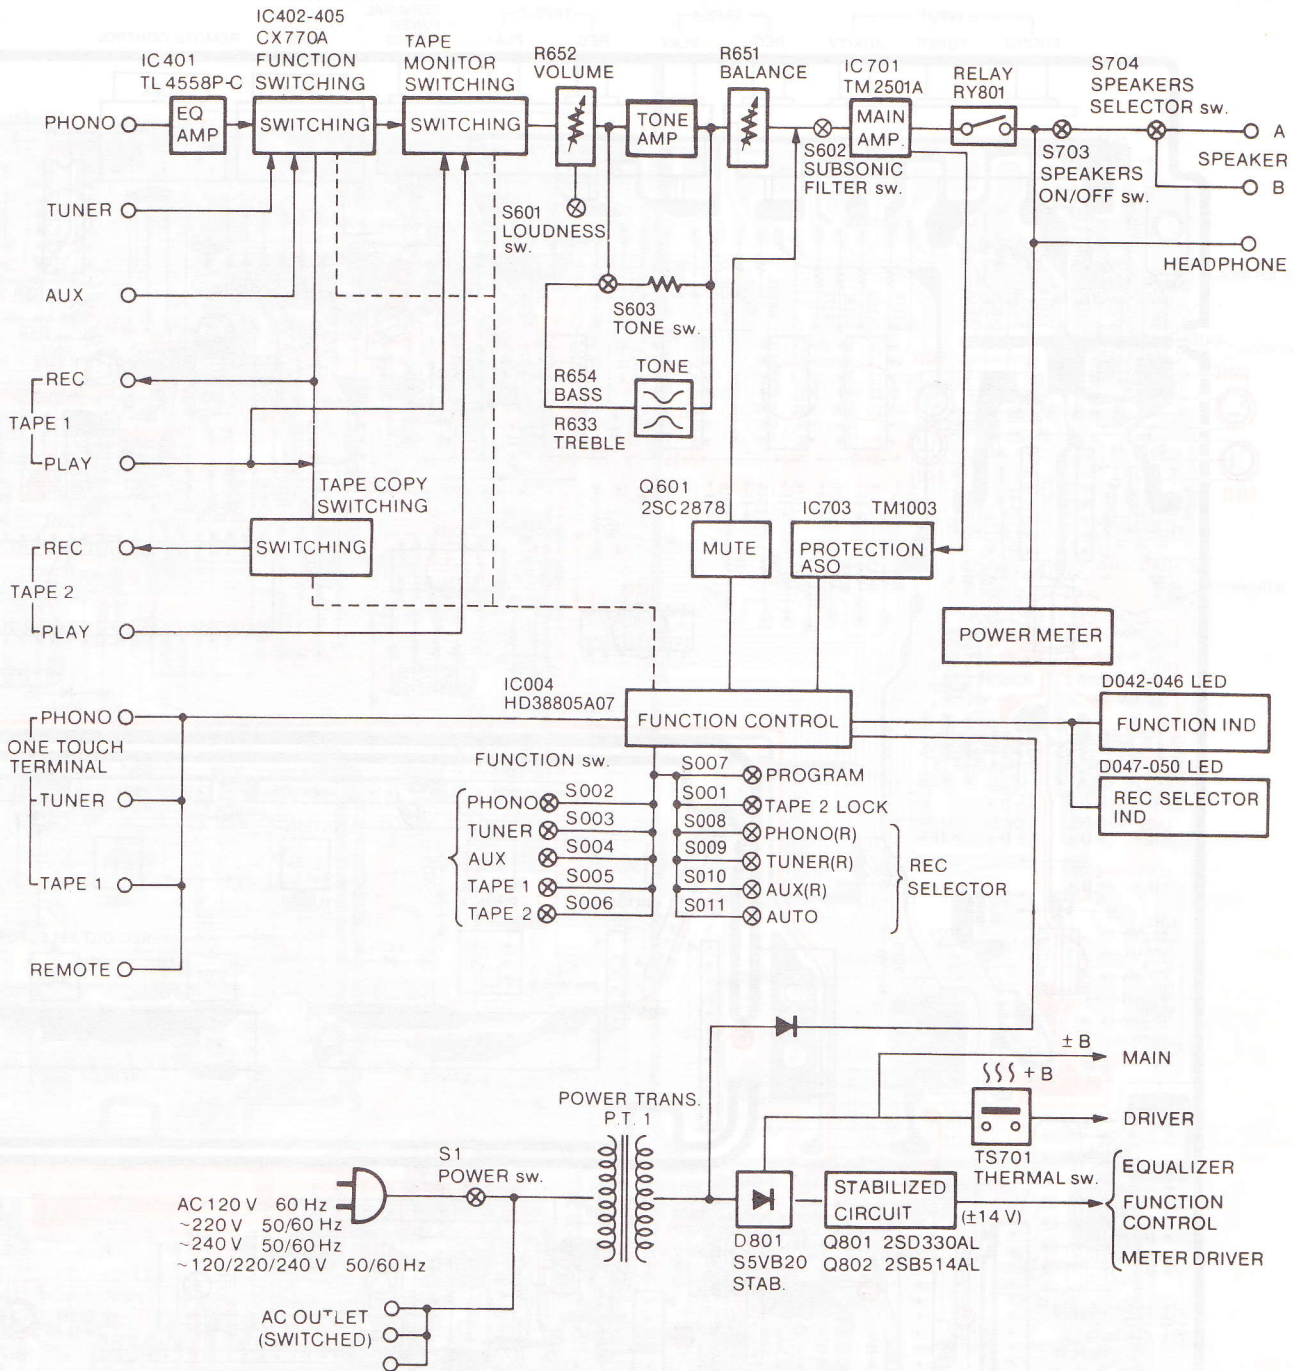 IC402-405
CX770A
FUNCTION
SWITCHING
TAPE
MONITOR
SWITCHING
IC401
TL 4558P-C
R652
VOLUME
R651
BALANCE
IC 701
TM 2501A
RELAY
RY801
S704
SPEAKERS
SELECTOR sw.
PHONO
EQ
AMP
SWITCHING
SWITCHING
TONE
AMP
MAIN
AMP.
A
SPEAKER
B
S602
SUBSONIC
FILTER sw.
S703
SPEAKERS
ON/OFF sw.
TUNER
S601
LOUDNESS
sw.
HEADPHONE
AUX
S603
TONE sw.
REC
TAPE 1
PLAY
R654
BASS
TONE
R633
TREBLE
TAPE COPY
SWITCHING
Q601
2SC2878
IC703 TM1003
REC
TAPE 2
PLAY
SWITCHING
MUTE
PROTECTION
ASO
POWER METER
IC004
HD38805A07
FUNCTION CONTROL
D042-046 LED
FUNCTION IND
D047-050 LED
REC SELECTOR
IND
PHONO
ONE TOUCH
TERMINAL
TUNER
TAPE 1
REMOTE
FUNCTION sw.
PHONO S002
TUNER S003
AUX S004
TAPE 1 S005
TAPE 2 S006
S007 PROGRAM
S001 TAPE 2 LOCK
S008 PHONO(R)
S009 TUNER(R)
S010 AUX(R)
S011 AUTO
REC
SELECTOR
± B
MAIN
+ B
DRIVER
TS701
THERMAL sw.
POWER TRANS.
P.T. 1
S1
POWER sw.
AC 120 V 60 Hz
~220 V 50/60 Hz
~240 V 50/60 Hz
~120/220/240 V 50/60 Hz
AC OUTLET
(SWITCHED)
D801
S5VB20
STAB.
STABILIZED
CIRCUIT
(±14 V)
Q801 2SD330AL
Q802 2SB514AL
EQUALIZER
FUNCTION
CONTROL
METER DRIVER